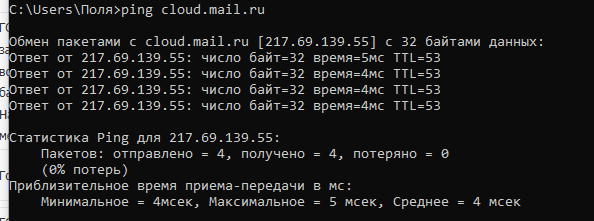 C:\Users\Поля>ping cloud.mail.ru
Обмен пакетами с cloud.mail.ru [217.69.139.55] с 32 байтами данных:
Ответ от 217.69.139.55: число байт=32 время=5мс TTL=53
Ответ от 217.69.139.55: число байт=32 время=4мс TTL=53
Ответ от 217.69.139.55: число байт=32 время=4мс TTL=53
Ответ от 217.69.139.55: число байт=32 время=4мс TTL=53
Статистика Ping для 217.69.139.55:
Пакетов: отправлено = 4, получено = 4, потеряно = 0
(0% потерь)
Приблизительное время приема-передачи в мс:
Минимальное = 4мсек, Максимальное = 5 мсек, Среднее = 4 мсек